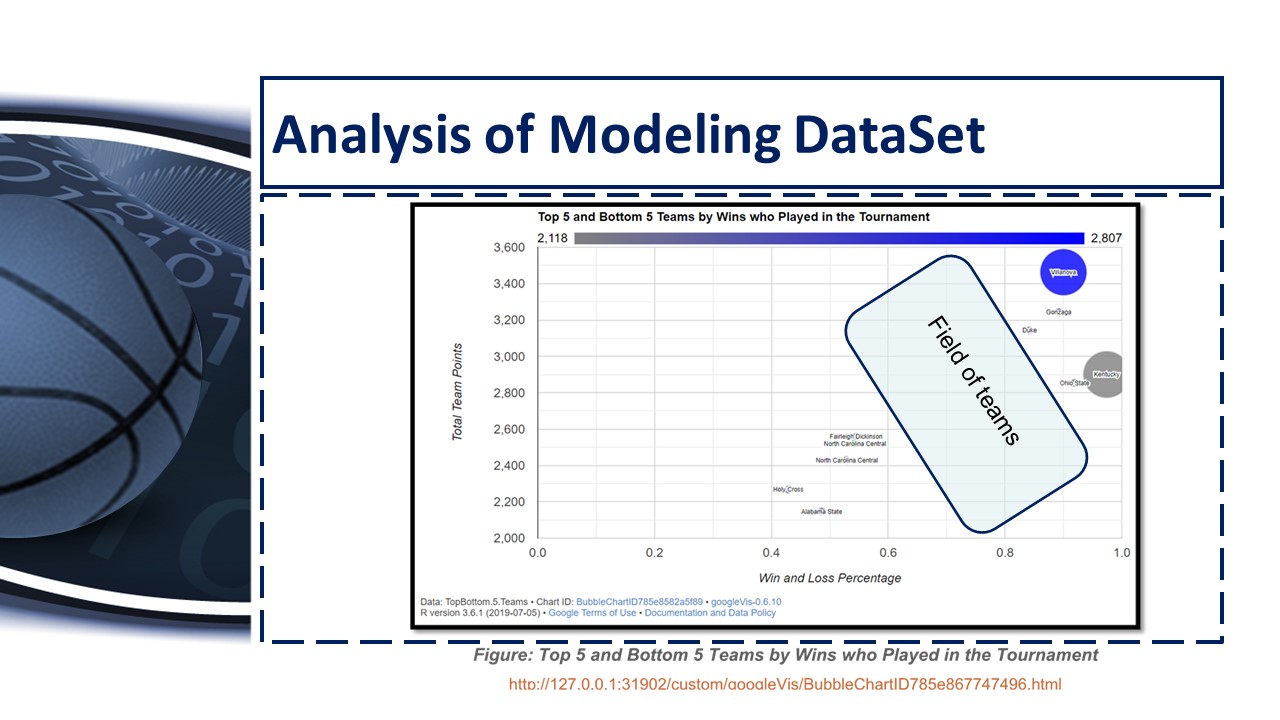 Analysis of Modeling DataSet
Top 5 and Bottom 5 Teams by Wins who Played in the Tournament
2,118
2,807
3,600
3,400
3,200
3,000
2,800
2,600
2,400
2,200
2,000
Total Team Points
Villanova
Gonzaga
Duke
Kentucky
Ohio State
Field of teams
Fairleigh Dickinson
North Carolina Central
North Carolina Central
Holy Cross
Alabama State
0.0 0.2 0.4 0.6 0.8 1.0
Win and Loss Percentage
Data: TopBottom.5.Teams • Chart ID: BubbleChartID785e8582a5f89 • googleVis-0.6.10
R version 3.6.1 (2019-07-05) • Google Terms of Use • Documentation and Data Policy
Figure: Top 5 and Bottom 5 Teams by Wins who Played in the Tournament
http://127.0.0.1:31902/custom/googleVis/BubbleChartID785e867747496.html